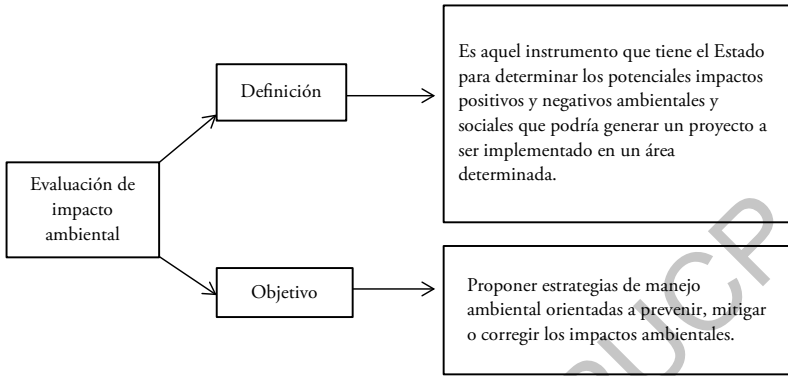 Evaluación de
impacto
ambiental
Definición
Es aquel instrumento que tiene el Estado
para determinar los potenciales impactos
positivos y negativos ambientales y
sociales que podría generar un proyecto a
ser implementado en un área
determinada.
Objetivo
Proponer estrategias de manejo
ambiental orientadas a prevenir, mitigar
o corregir los impactos ambientales.
PUCP